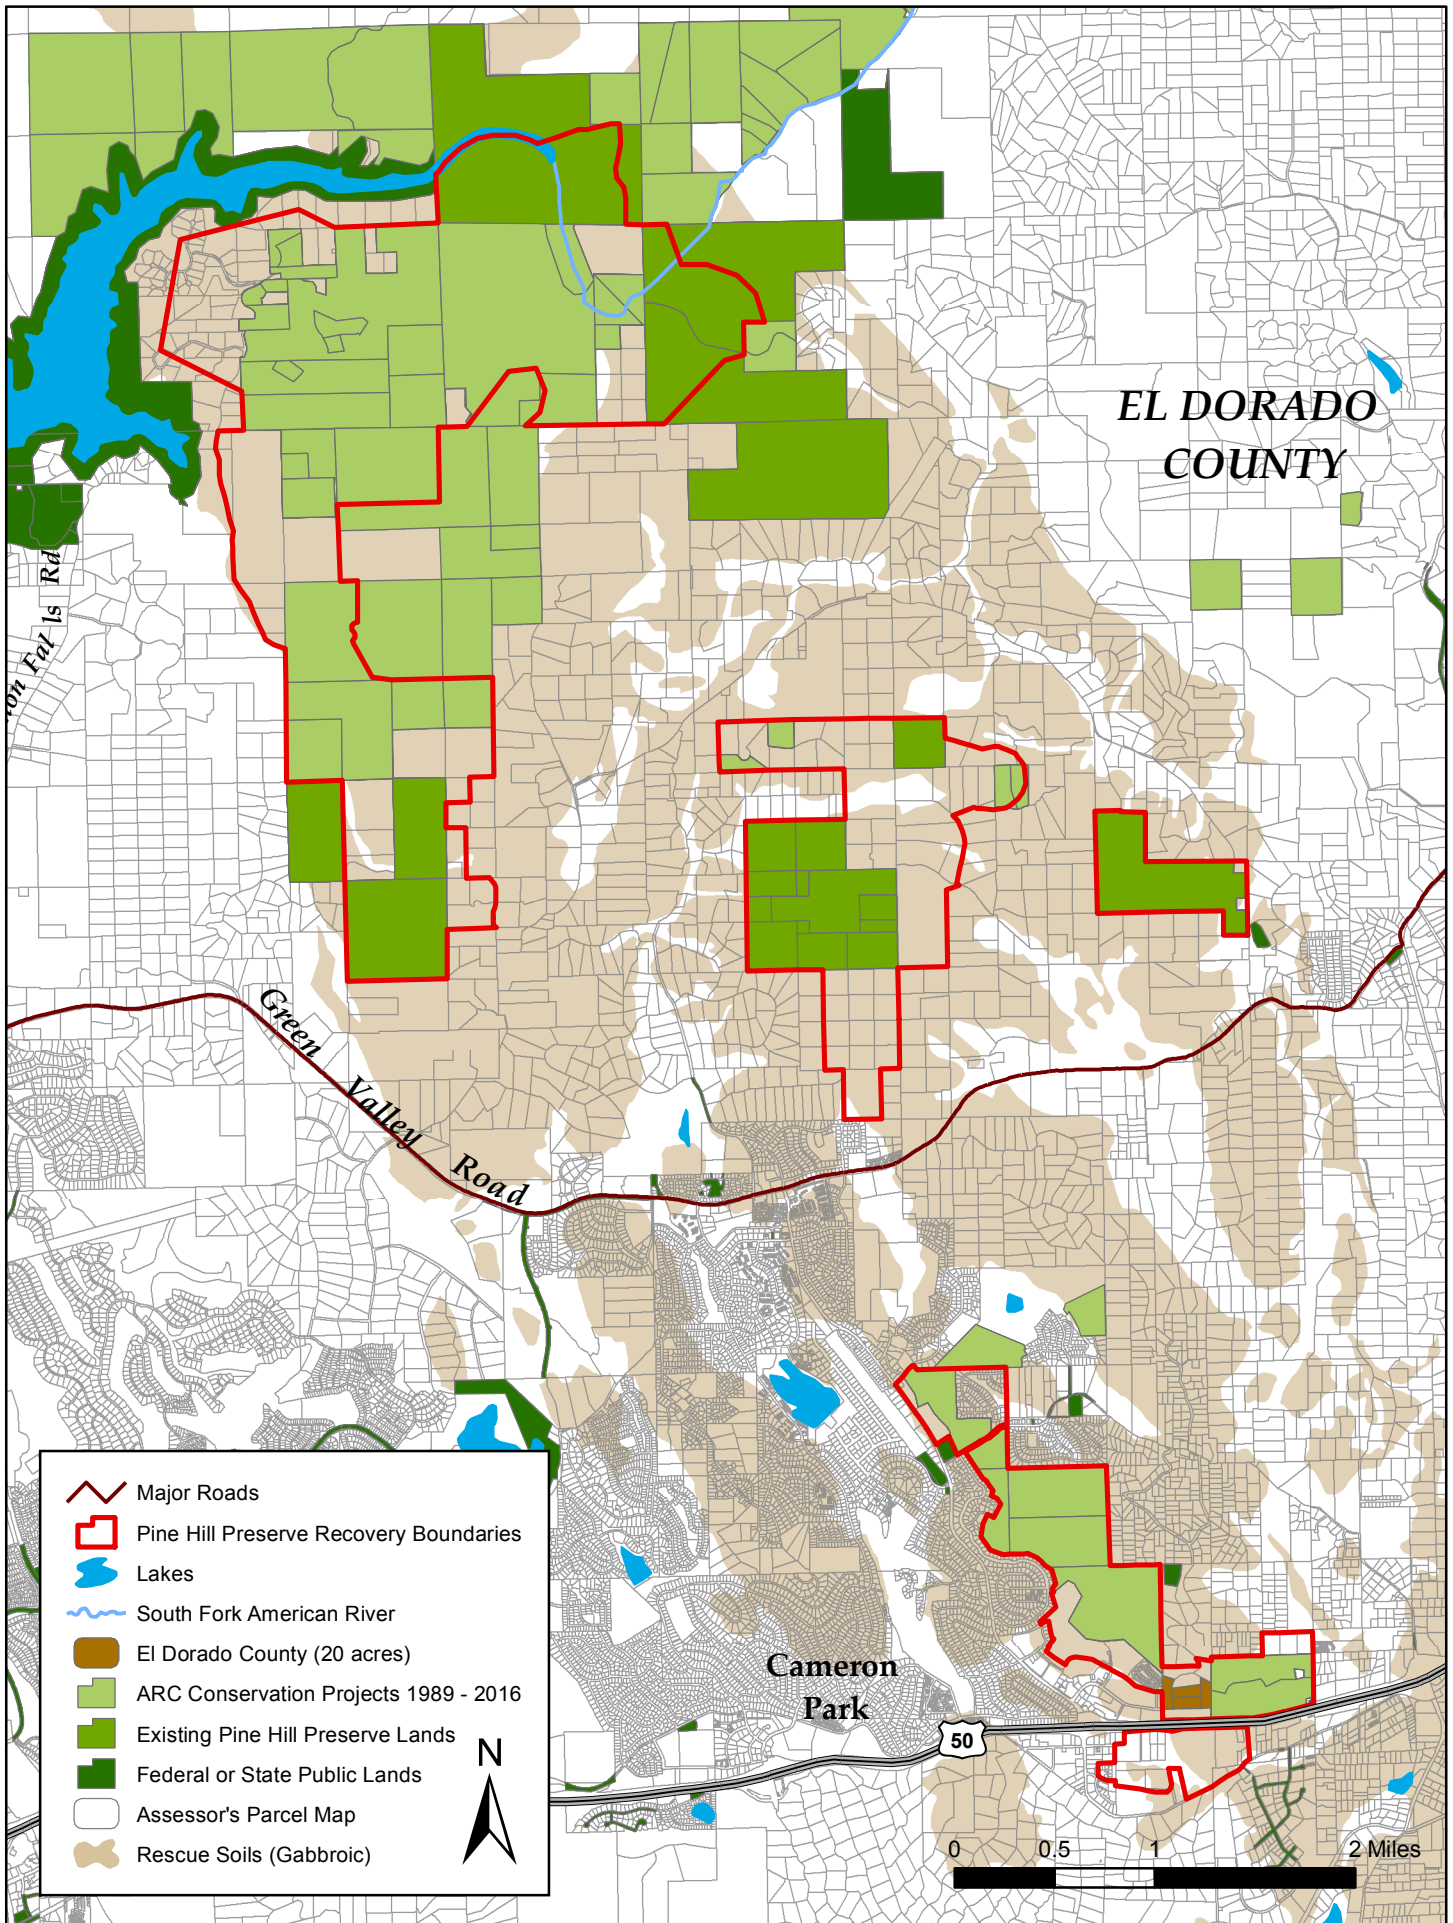 EL DORADO
COUNTY
Fal ls Rd
Green Valley Road
Cameron
Park
50
Major Roads
Pine Hill Preserve Recovery Boundaries
Lakes
South Fork American River
El Dorado County (20 acres)
ARC Conservation Projects 1989 - 2016
Existing Pine Hill Preserve Lands
Federal or State Public Lands
Assessor's Parcel Map
Rescue Soils (Gabbroic)
N
0 0.5 1 2 Miles